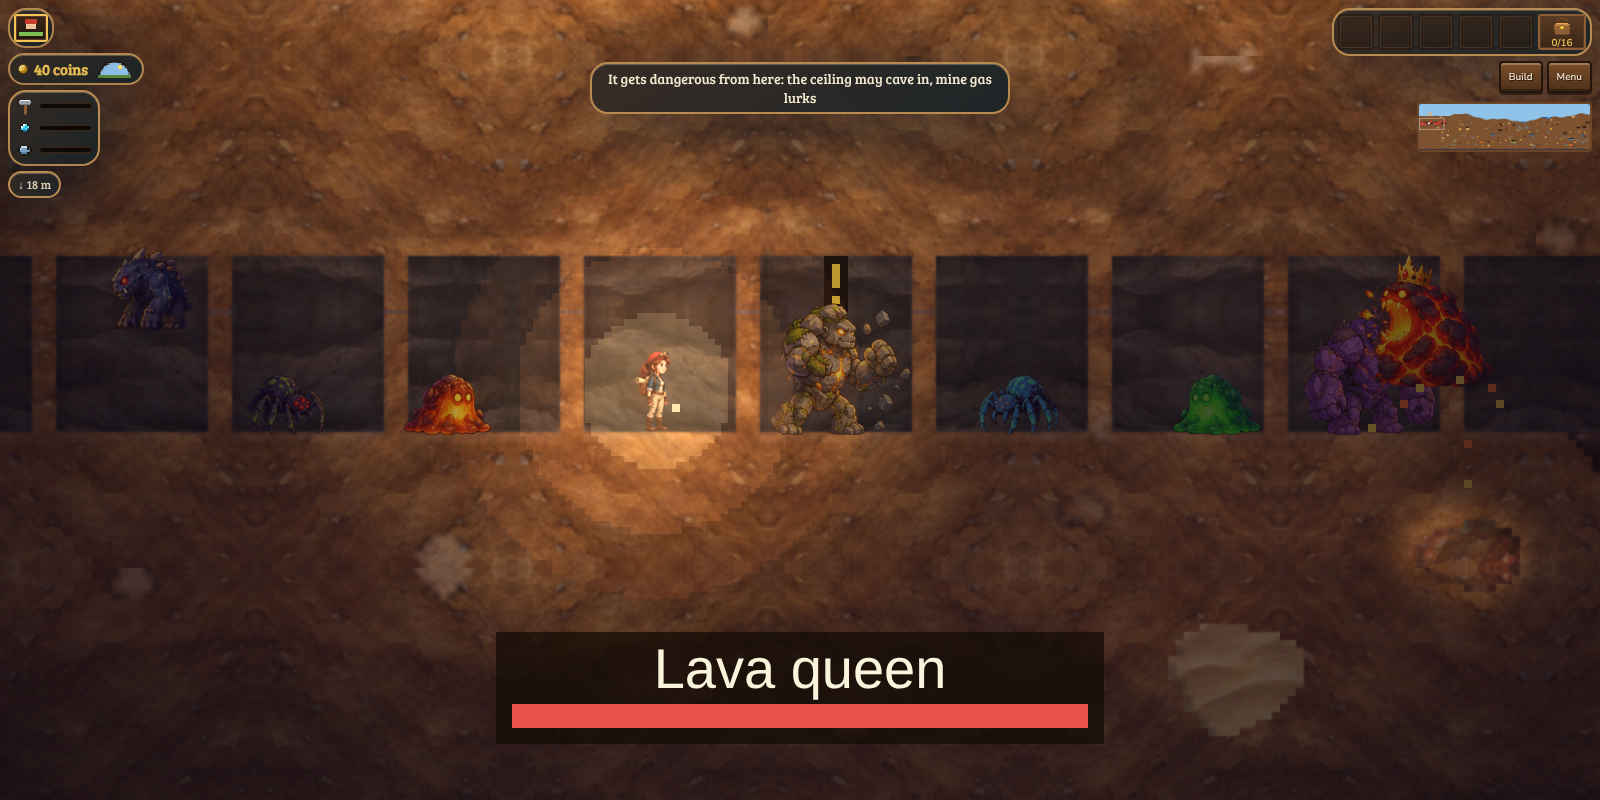 40 coins
↓ 18 m
It gets dangerous from here: the ceiling may cave in, mine gas
lurks
0/16
Build
Menu
Lava queen